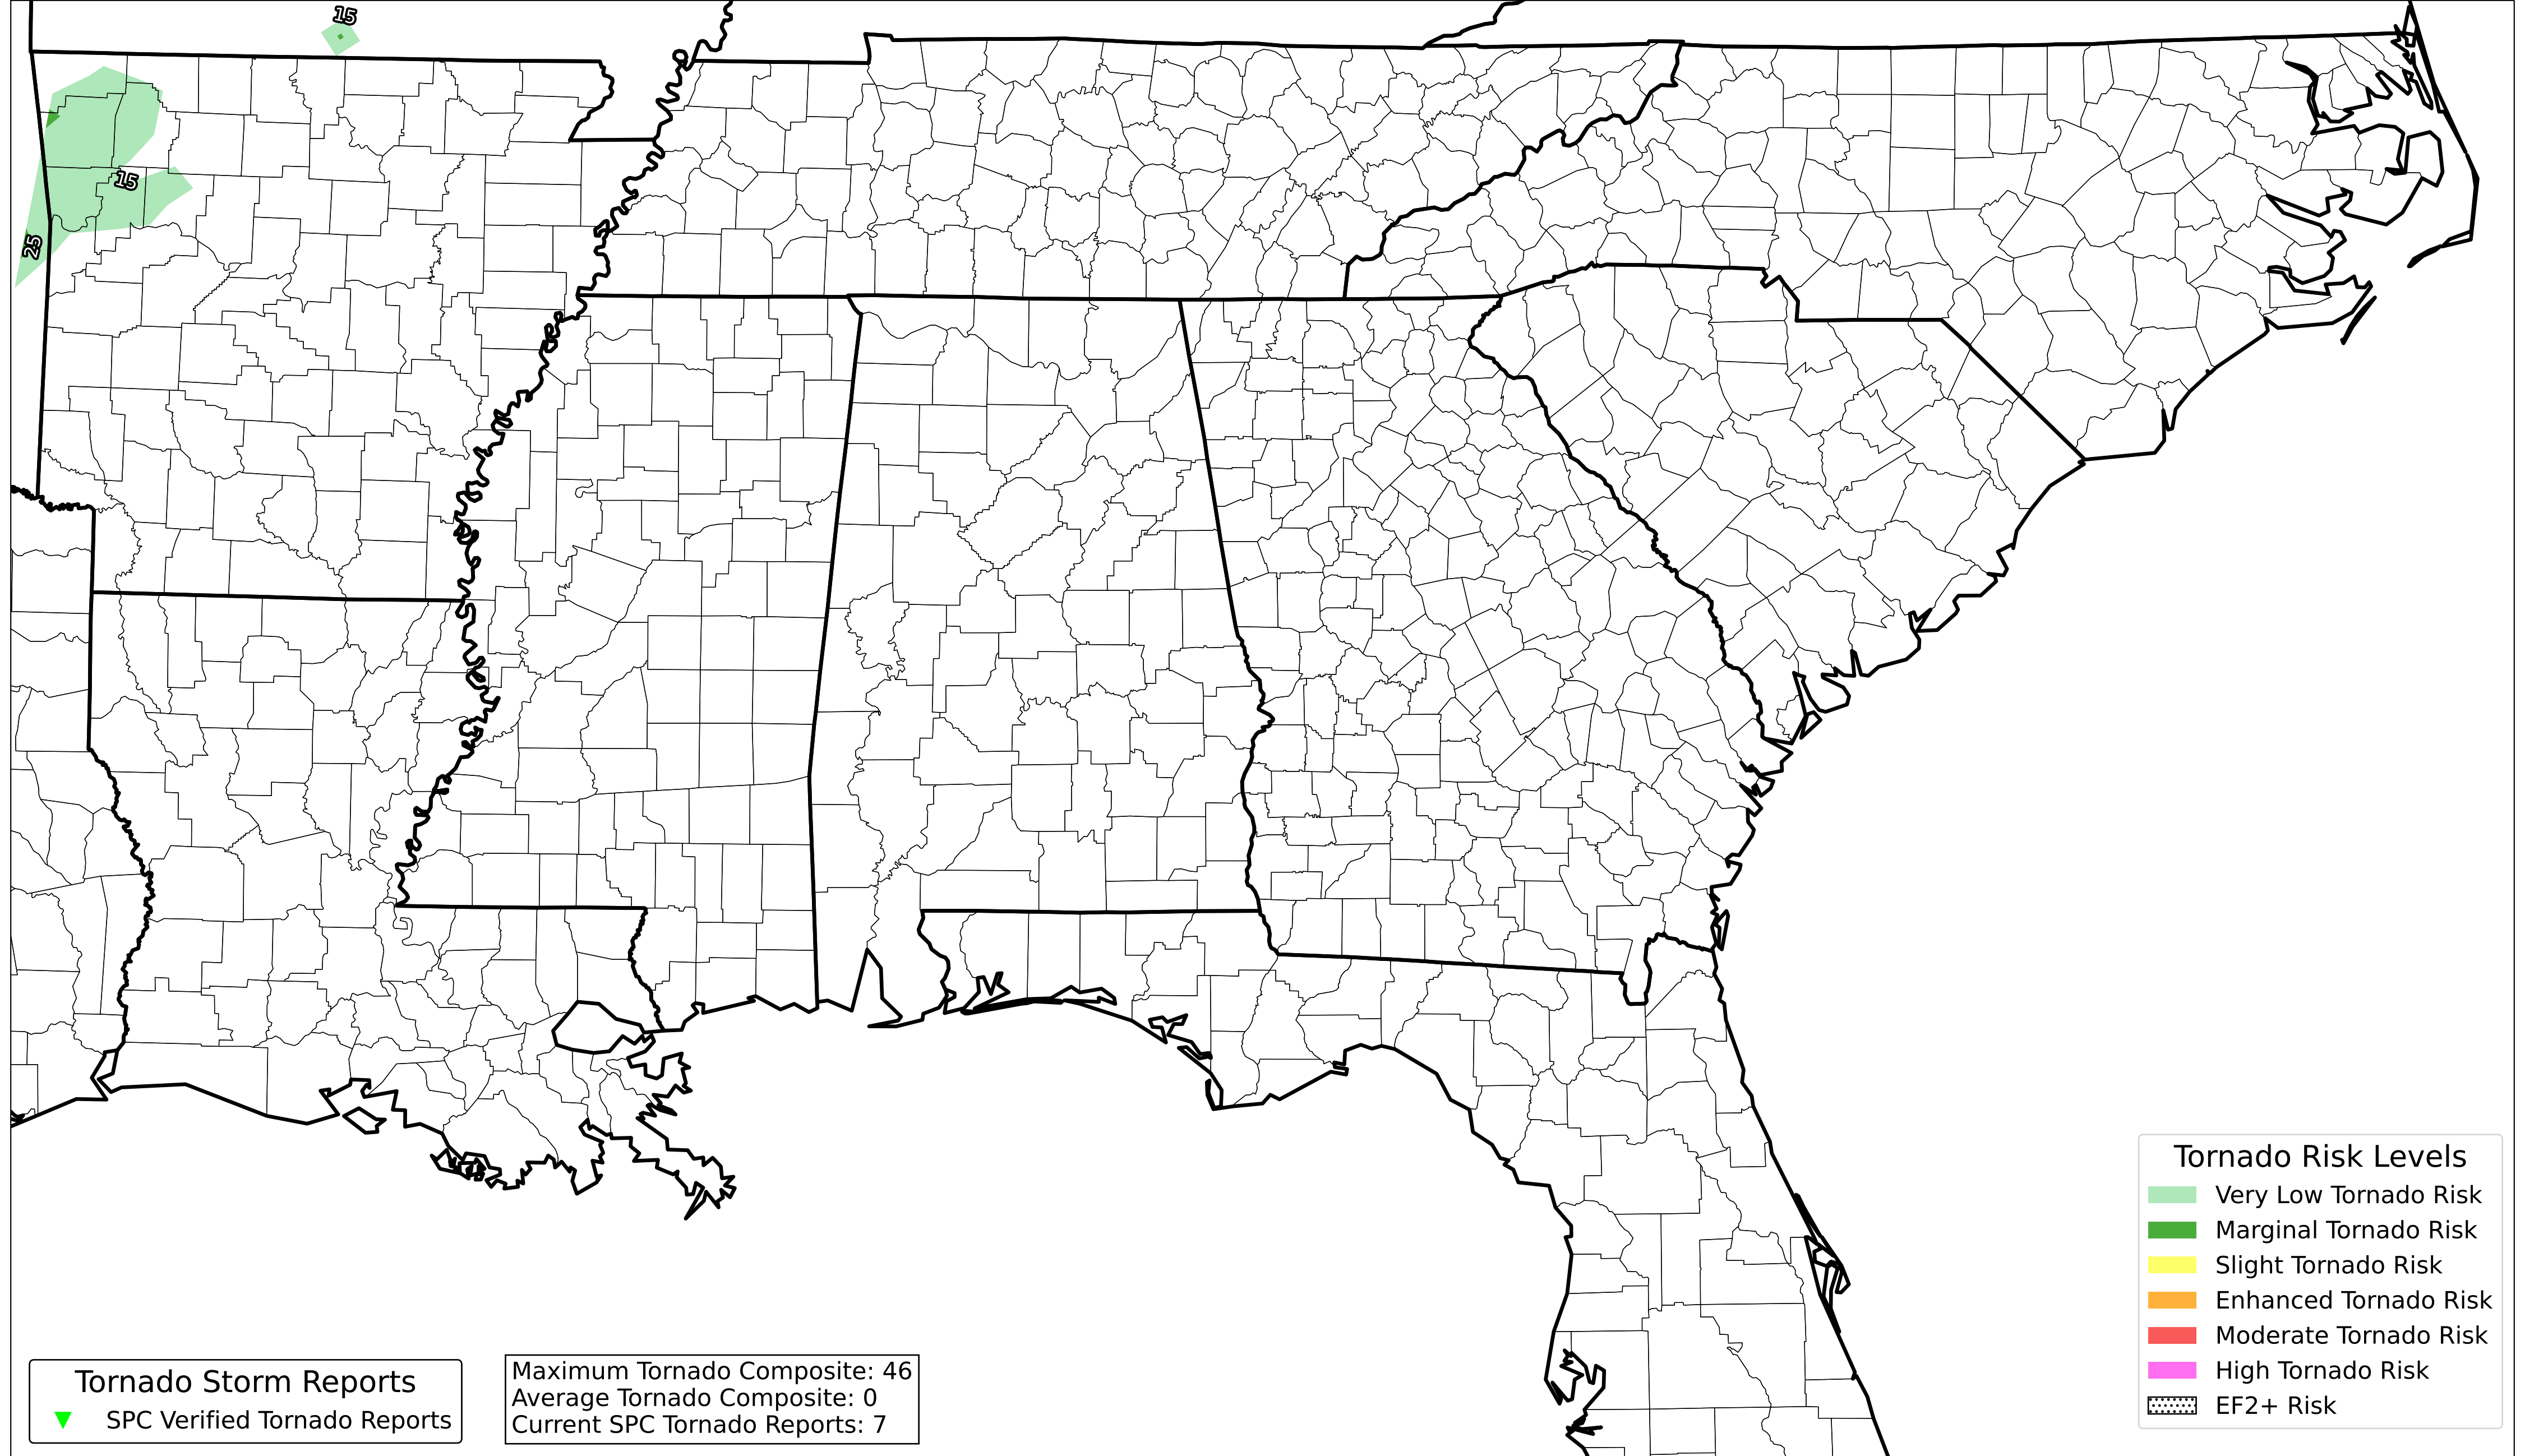 15
15
25
Tornado Risk Levels
Very Low Tornado Risk
Marginal Tornado Risk
Slight Tornado Risk
Enhanced Tornado Risk
Moderate Tornado Risk
High Tornado Risk
EF2+ Risk
Tornado Storm Reports
SPC Verified Tornado Reports
Maximum Tornado Composite: 46
Average Tornado Composite: 0
Current SPC Tornado Reports: 7